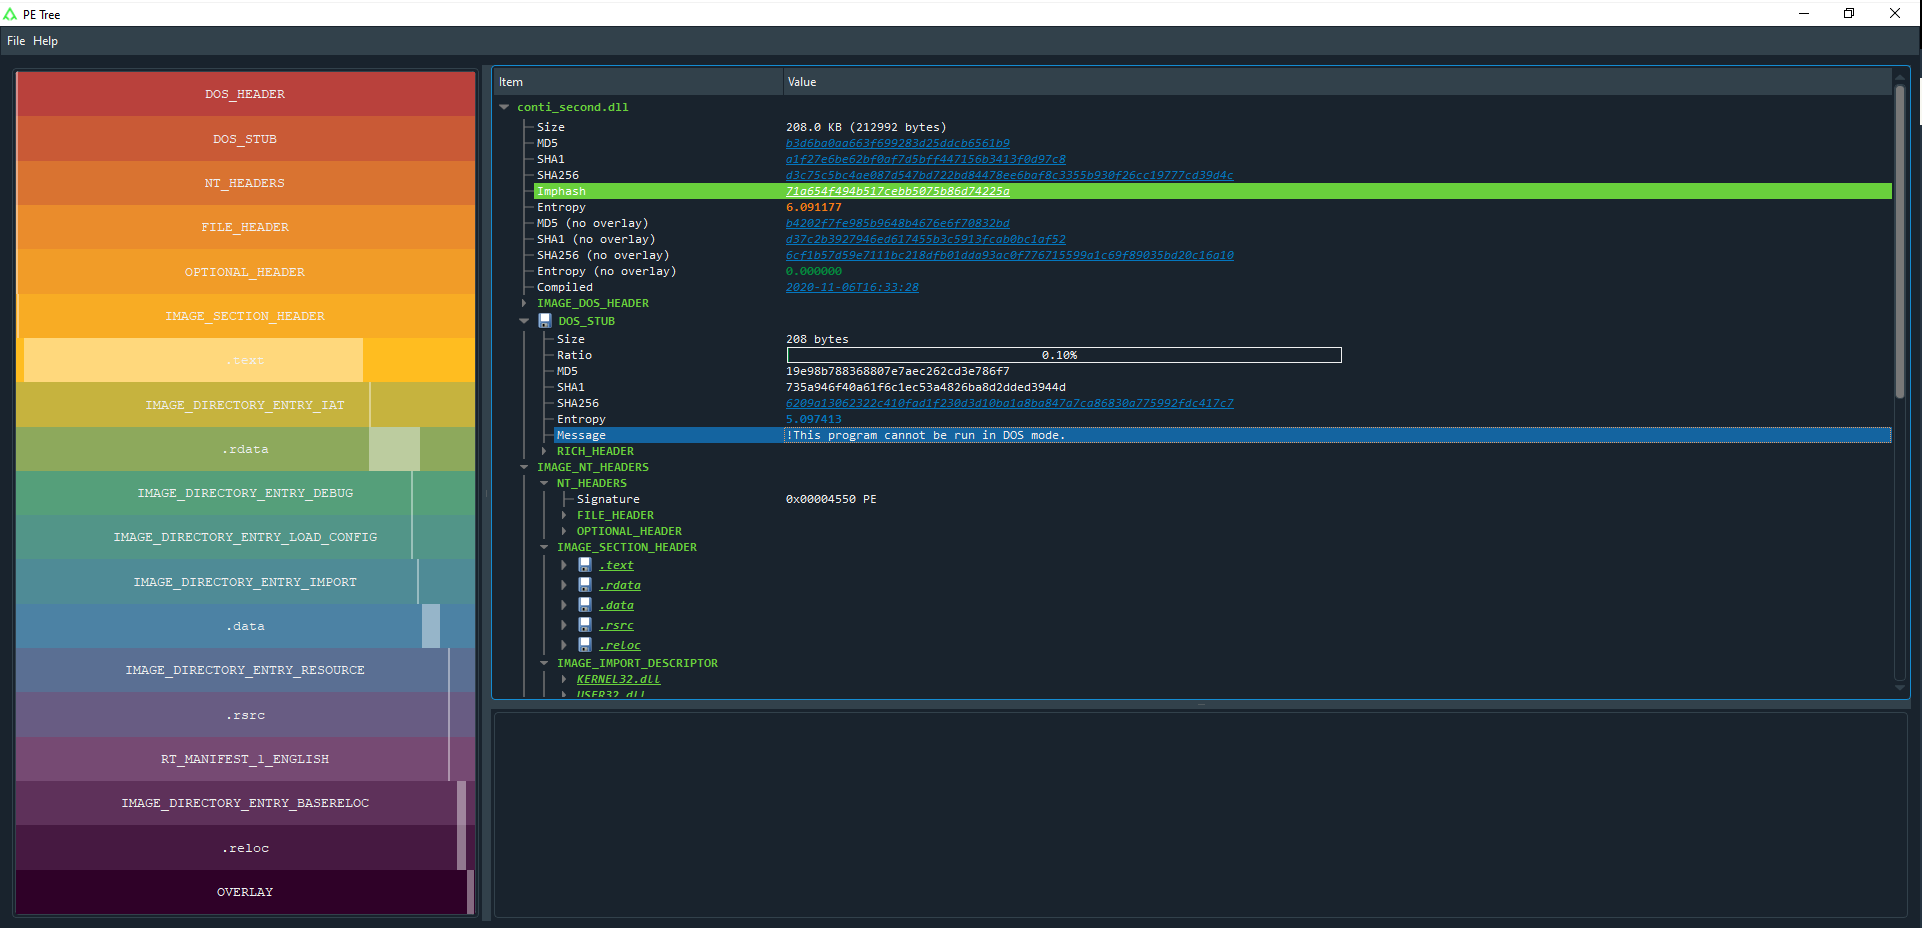 PE Tree
File Help
DOS_HEADER
DOS_STUB
NT_HEADERS
FILE_HEADER
OPTIONAL_HEADER
IMAGE_SECTION_HEADER
.text
IMAGE_DIRECTORY_ENTRY_IAT
.rdata
IMAGE_DIRECTORY_ENTRY_DEBUG
IMAGE_DIRECTORY_ENTRY_LOAD_CONFIG
IMAGE_DIRECTORY_ENTRY_IMPORT
.data
IMAGE_DIRECTORY_ENTRY_RESOURCE
.rsrc
RT_MANIFEST_1_ENGLISH
IMAGE_DIRECTORY_ENTRY_BASERELOC
.reloc
OVERLAY
Item Value
conti_second.dll
Size 208.0 KB (212992 bytes)
MD5 b3d6ba0aa663f699283d25ddcb6561b9
SHA1 a1f27e6be62bf0af7d5bff447156b3413f0d97c8
SHA256 d3c75c5bc4ae087d547bd722bd84478ee6baf8c3355b930f26cc19777cd39d4c
Imphash 71a654f494b517cebb5075b86d74225a
Entropy 6.091177
MD5 (no overlay) b4202f7fe985b9648b4676e6f70832bd
SHA1 (no overlay) d37c2b3927946ed617455b3c5913fcab0bc1af52
SHA256 (no overlay) 6cf1b57d59e7111bc218dfb01dda93ac0f776715599a1c69f89035bd20c16a10
Entropy (no overlay) 0.000000
Compiled 2020-11-06T16:33:28
IMAGE_DOS_HEADER
DOS_STUB
Size 208 bytes
Ratio 0.10%
MD5 19e98b788368807e7aec262cd3e786f7
SHA1 735a946f40a61f6c1ec53a4826ba8d2dded3944d
SHA256 6209a13062322c410fad1f230d3d10ba1a8ba847a7ca86830a775992fdc417c7
Entropy 5.097413
Message !This program cannot be run in DOS mode.
RICH_HEADER
IMAGE_NT_HEADERS
NT_HEADERS
Signature 0x00004550 PE
FILE_HEADER
OPTIONAL_HEADER
IMAGE_SECTION_HEADER
.text
.rdata
.data
.rsrc
.reloc
IMAGE_IMPORT_DESCRIPTOR
KERNEL32.dll
USER32.dll